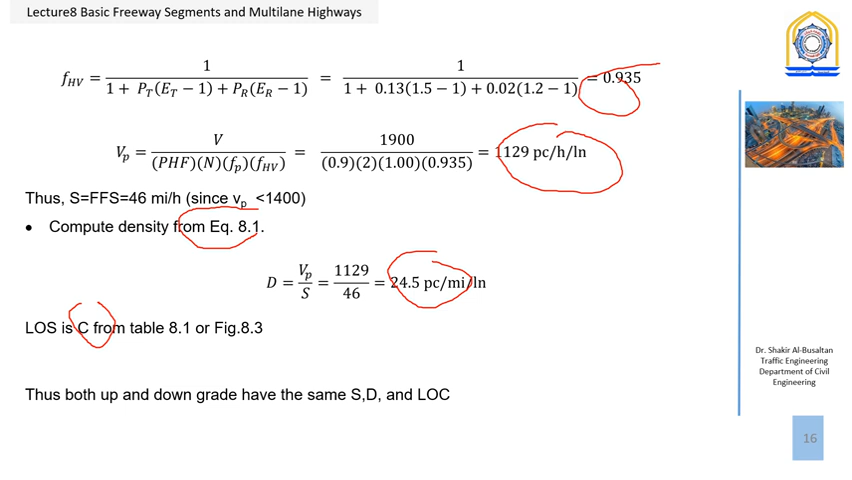 Lecture8 Basic Freeway Segments and Multilane Highways
f_HV = 1 / (1 + P_T(E_T − 1) + P_R(E_R − 1)) = 1 / (1 + 0.13(1.5 − 1) + 0.02(1.2 − 1)) = 0.935
V_p = V / ((PHF)(N)(f_p)(f_HV)) = 1900 / ((0.9)(2)(1.00)(0.935)) = 1129 pc/h/ln
Thus, S=FFS=46 mi/h (since v_p <1400)
• Compute density from Eq. 8.1.
D = V_p / S = 1129 / 46 = 24.5 pc/mi/ln
LOS is C from table 8.1 or Fig.8.3
Thus both up and down grade have the same S,D, and LOC
Dr. Shakir Al-Busaltan
Traffic Engineering
Department of Civil
Engineering
16